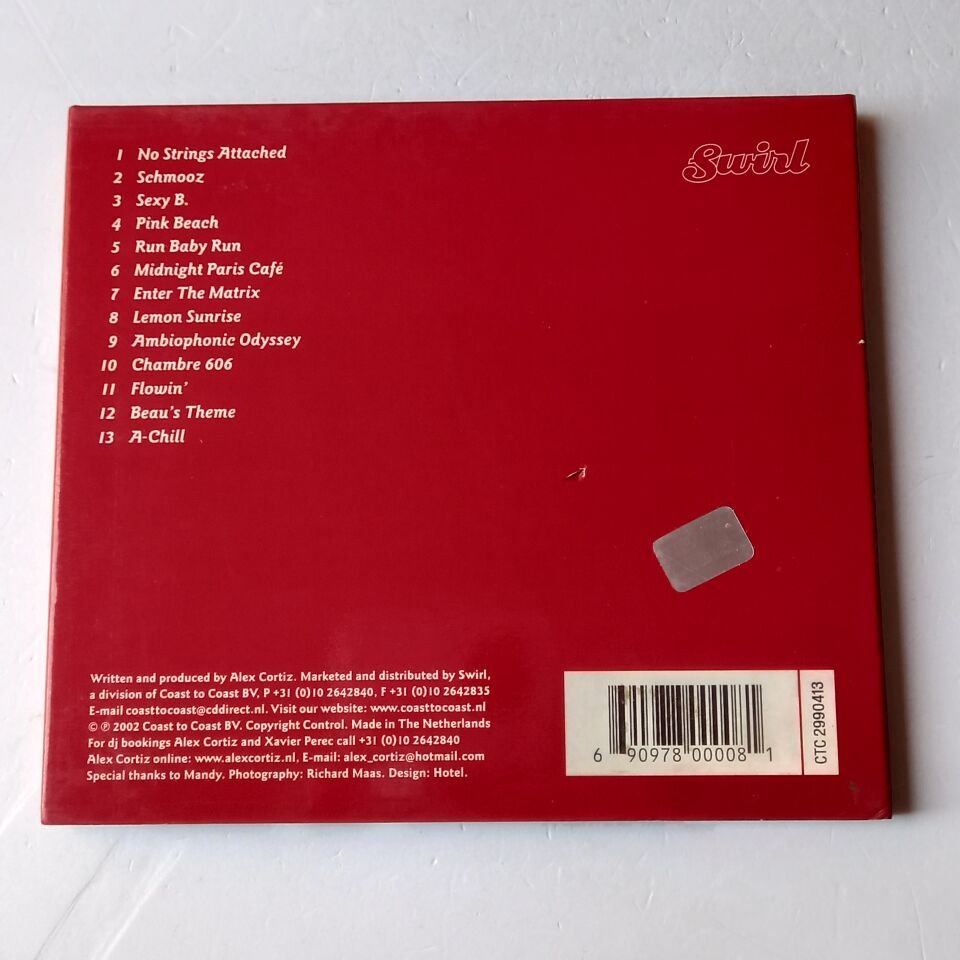 Swirl
1 No Strings Attached
2 Schmooz
3 Sexy B.
4 Pink Beach
5 Run Baby Run
6 Midnight Paris Café
7 Enter The Matrix
8 Lemon Sunrise
9 Ambiophonic Odyssey
10 Chambre 606
11 Flowin'
12 Beau's Theme
13 A-Chill
Written and produced by Alex Cortiz. Marketed and distributed by Swirl,
a division of Coast to Coast BV, P +31 (0)10 2642840, F +31 (0)10 2642835
E-mail coasttocoast@cddirect.nl. Visit our website: www.coasttocoast.nl
© ℗ 2002 Coast to Coast BV. Copyright Control. Made in The Netherlands
For dj bookings Alex Cortiz and Xavier Perec call +31 (0)10 2642840
Alex Cortiz online: www.alexcortiz.nl, E-mail: alex_cortiz@hotmail.com
Special thanks to Mandy. Photography: Richard Maas. Design: Hotel.
6 90978 00008 1
CTC 2990413